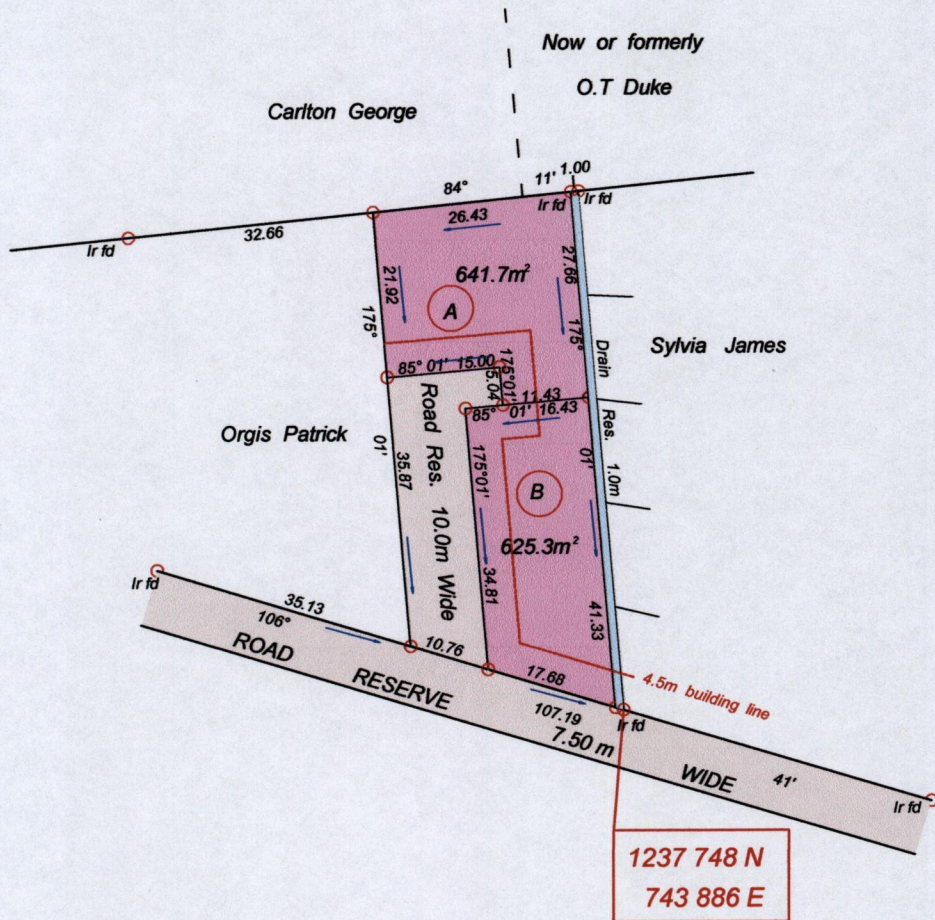 Now or formerly
O.T Duke
Carlton George
84°
11'
1.00
Ir fd
Ir fd
26.43
32.66
Ir fd
21.92
175°
641.7m²
A
27.66
175°
Drain
Sylvia James
85° 01' 15.00
175°01'
5.04
11.43
85° 01' 16.43
Res.
1.0m
Orgis Patrick
01'
35.87
Road Res. 10.0m Wide
175°01'
34.81
B
625.3m²
01'
41.33
Ir fd
35.13
106°
10.76
17.68
4.5m building line
ROAD RESERVE
107.19
7.50 m
WIDE
41'
Ir fd
Ir fd
1237 748 N
743 886 E